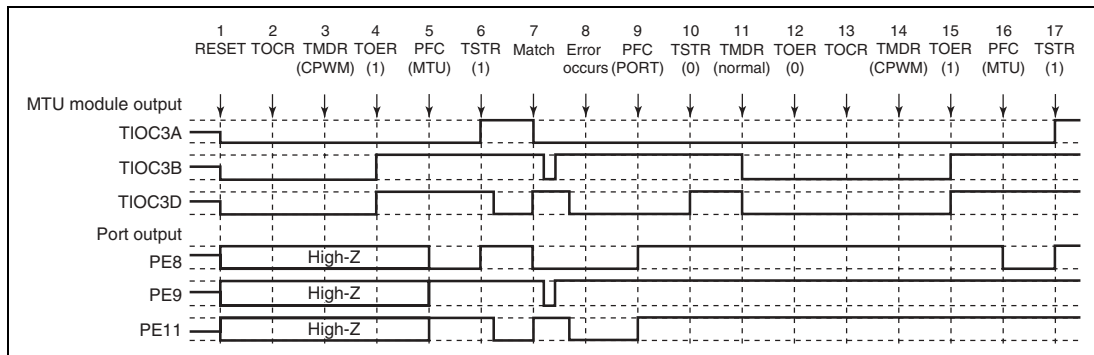 1 2 3 4 5 6 7 8 9 10 11 12 13 14 15 16 17
RESET TOCR TMDR TOER PFC TSTR Match Error PFC TSTR TMDR TOER TOCR TMDR TOER PFC TSTR
(CPWM) (1) (MTU) (1) occurs (PORT) (0) (normal) (0) (CPWM) (1) (MTU) (1)
MTU module output
TIOC3A
TIOC3B
TIOC3D
Port output
PE8 High-Z
PE9 High-Z
PE11 High-Z